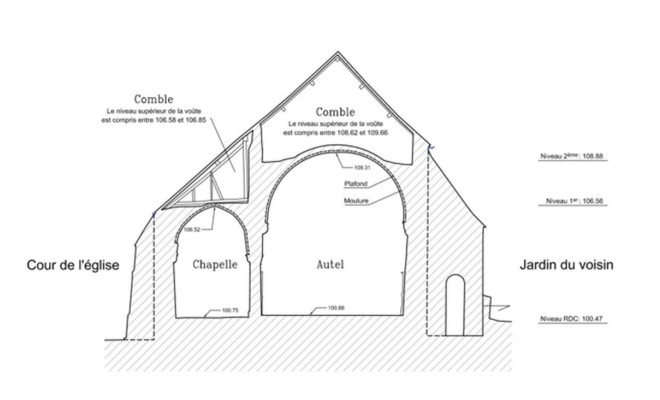 Comble
Le niveau supérieur de la voûte
est compris entre 106.58 et 106.85
Comble
Le niveau supérieur de la voûte
est compris entre 108.62 et 109.66
108.31
Plafond
Moulure
106.52
Chapelle
Autel
100.75
100.88
Cour de l'église
Jardin du voisin
Niveau 2ème : 108.88
Niveau 1er : 106.56
Niveau RDC: 100.47